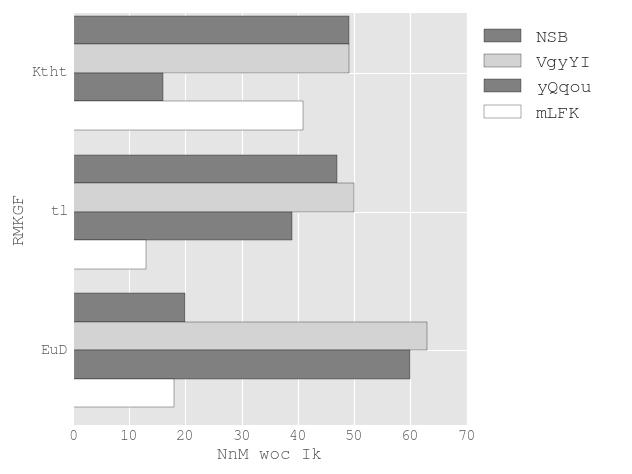 NSB
VgyYI
yQqou
mLFK
Ktht
tl
EuD
RMKGF
0 10 20 30 40 50 60 70
NnM woc Ik